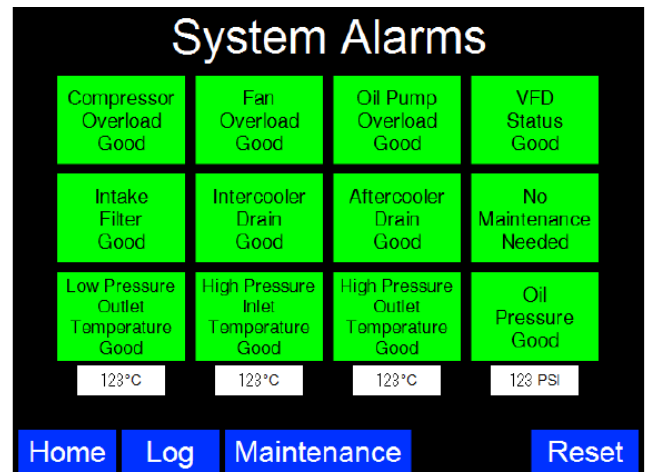 System Alarms
Compressor
Overload
Good
Fan
Overload
Good
Oil Pump
Overload
Good
VFD
Status
Good
Intake
Filter
Good
Intercooler
Drain
Good
Aftercooler
Drain
Good
No
Maintenance
Needed
Low Pressure
Outlet
Temperature
Good
High Pressure
Inlet
Temperature
Good
High Pressure
Outlet
Temperature
Good
Oil
Pressure
Good
123°C
123°C
123°C
123 PSI
Home
Log
Maintenance
Reset